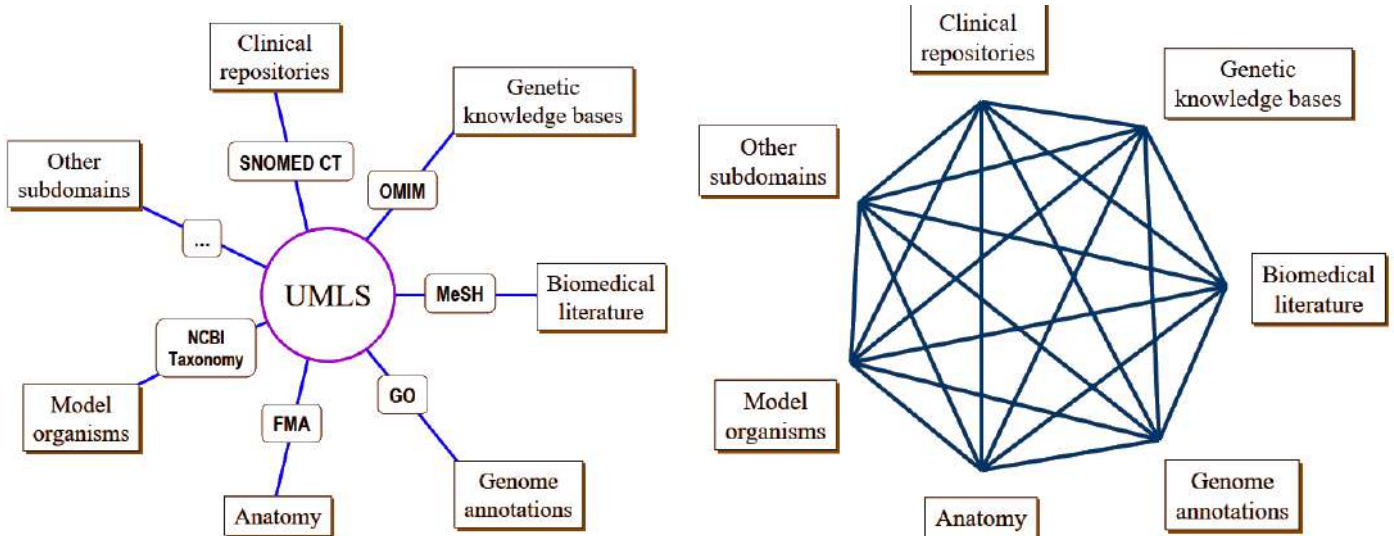 Clinical
repositories
Genetic
knowledge bases
SNOMED CT
OMIM
Other
subdomains
...
UMLS
MeSH
Biomedical
literature
NCBI
Taxonomy
GO
FMA
Model
organisms
Genome
annotations
Anatomy
Clinical
repositories
Genetic
knowledge bases
Other
subdomains
Biomedical
literature
Model
organisms
Genome
annotations
Anatomy